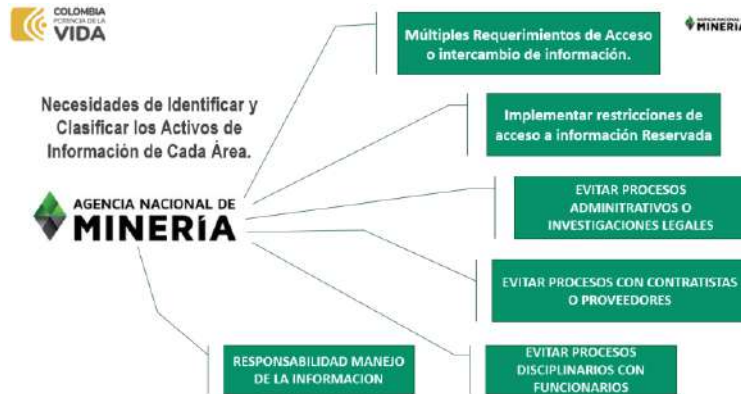 COLOMBIA
POTENCIA DE LA
VIDA
AGENCIA NACIONAL DE
MINERÍA
Necesidades de Identificar y
Clasificar los Activos de
Información de Cada Área.
AGENCIA NACIONAL DE
MINERÍA
Múltiples Requerimientos de Acceso
o intercambio de información.
Implementar restricciones de
acceso a información Reservada
EVITAR PROCESOS
ADMINITRATIVOS O
INVESTIGACIONES LEGALES
EVITAR PROCESOS CON CONTRATISTAS
O PROVEEDORES
EVITAR PROCESOS
DISCIPLINARIOS CON
FUNCIONARIOS
RESPONSABILIDAD MANEJO
DE LA INFORMACION